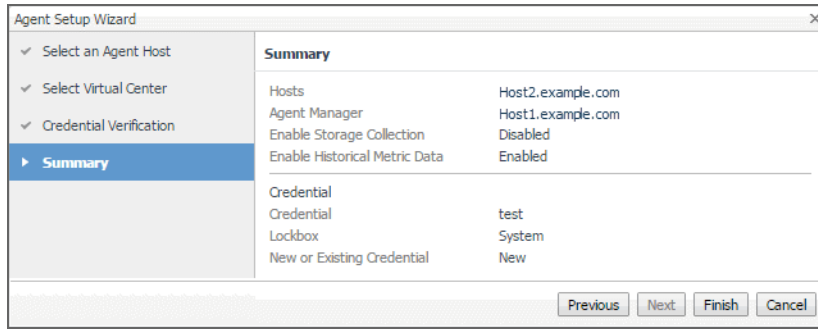 Agent Setup Wizard
Select an Agent Host
Select Virtual Center
Credential Verification
Summary
Summary
Hosts Host2.example.com
Agent Manager Host1.example.com
Enable Storage Collection Disabled
Enable Historical Metric Data Enabled
Credential
Credential test
Lockbox System
New or Existing Credential New
Previous Next Finish Cancel